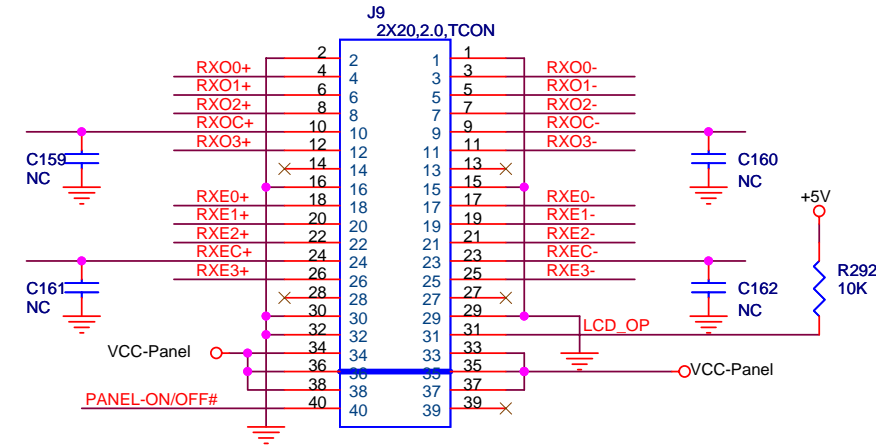 J9
2X20,2.0,TCON
2 2 1 1
RXO0+ 4 4 3 3 RXO0-
RXO1+ 6 6 5 5 RXO1-
RXO2+ 8 8 7 7 RXO2-
RXOC+ 10 10 9 9 RXOC-
RXO3+ 12 12 11 11 RXO3-
C159 14 14 13 13 C160
NC NC
16 16 15 15
RXE0+ 18 18 17 17 RXE0- +5V
RXE1+ 20 20 19 19 RXE1-
RXE2+ 22 22 21 21 RXE2-
RXEC+ 24 24 23 23 RXEC-
RXE3+ 26 26 25 25 RXE3- R292
C161 28 28 27 27 C162 10K
NC NC
30 30 29 29
32 32 31 31 LCD_OP
VCC-Panel 34 34 33 33
36 36 35 35 VCC-Panel
38 38 37 37
PANEL-ON/OFF# 40 40 39 39